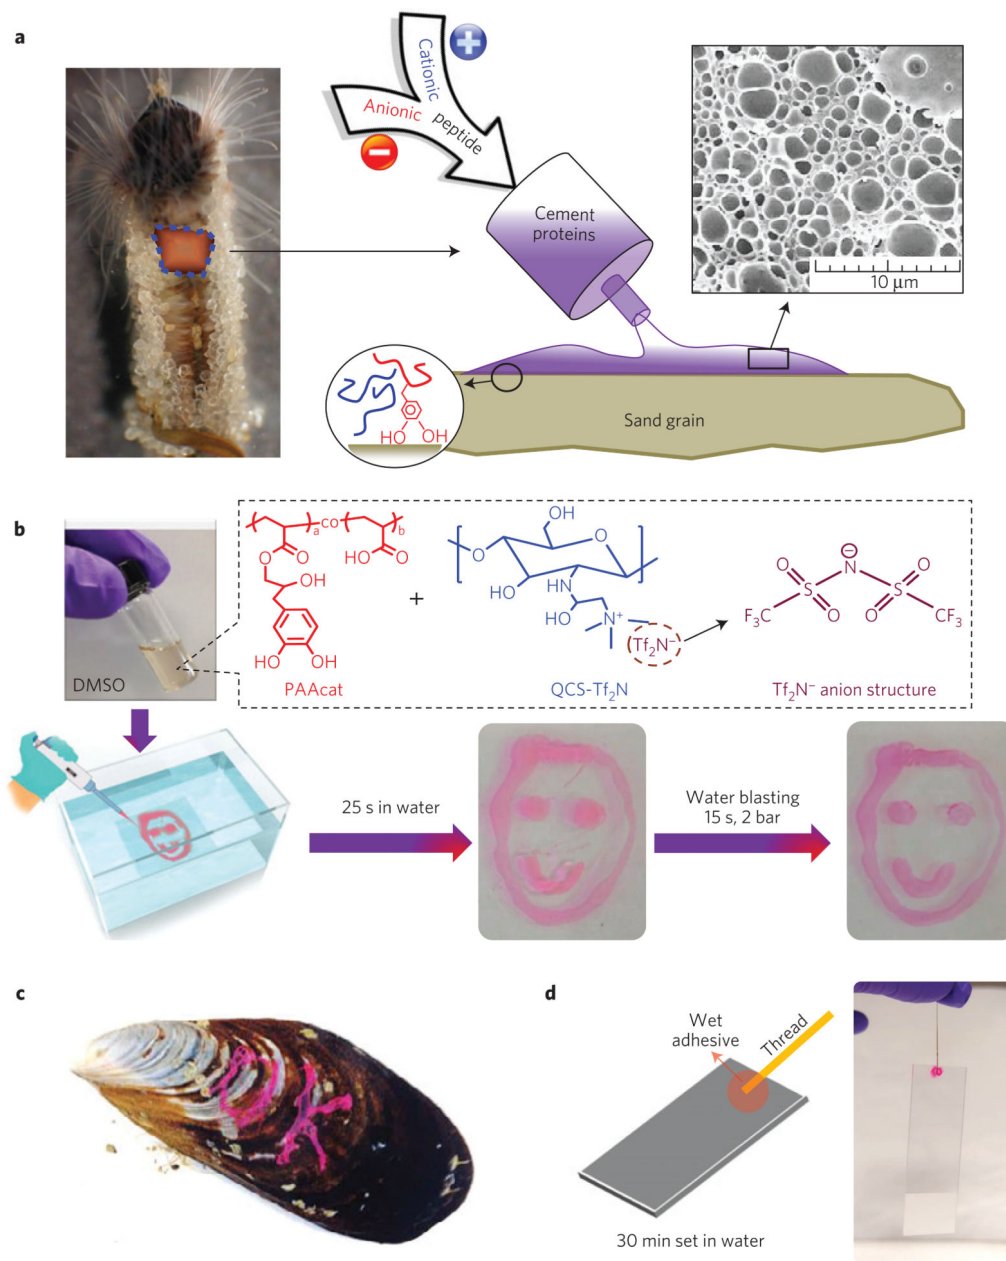 a
Cationic
Anionic peptide
Cement
proteins
10 μm
HO OH
Sand grain
b
DMSO
co
a b
O O HO O
OH
HO OH
PAAcat
+
OH
O O
HO HN
HO N⁺
Tf₂N⁻
QCS-Tf₂N
⊖
O N O
S S
F₃C O O CF₃
Tf₂N⁻ anion structure
25 s in water
Water blasting
15 s, 2 bar
c
d
Wet
adhesive
Thread
30 min set in water